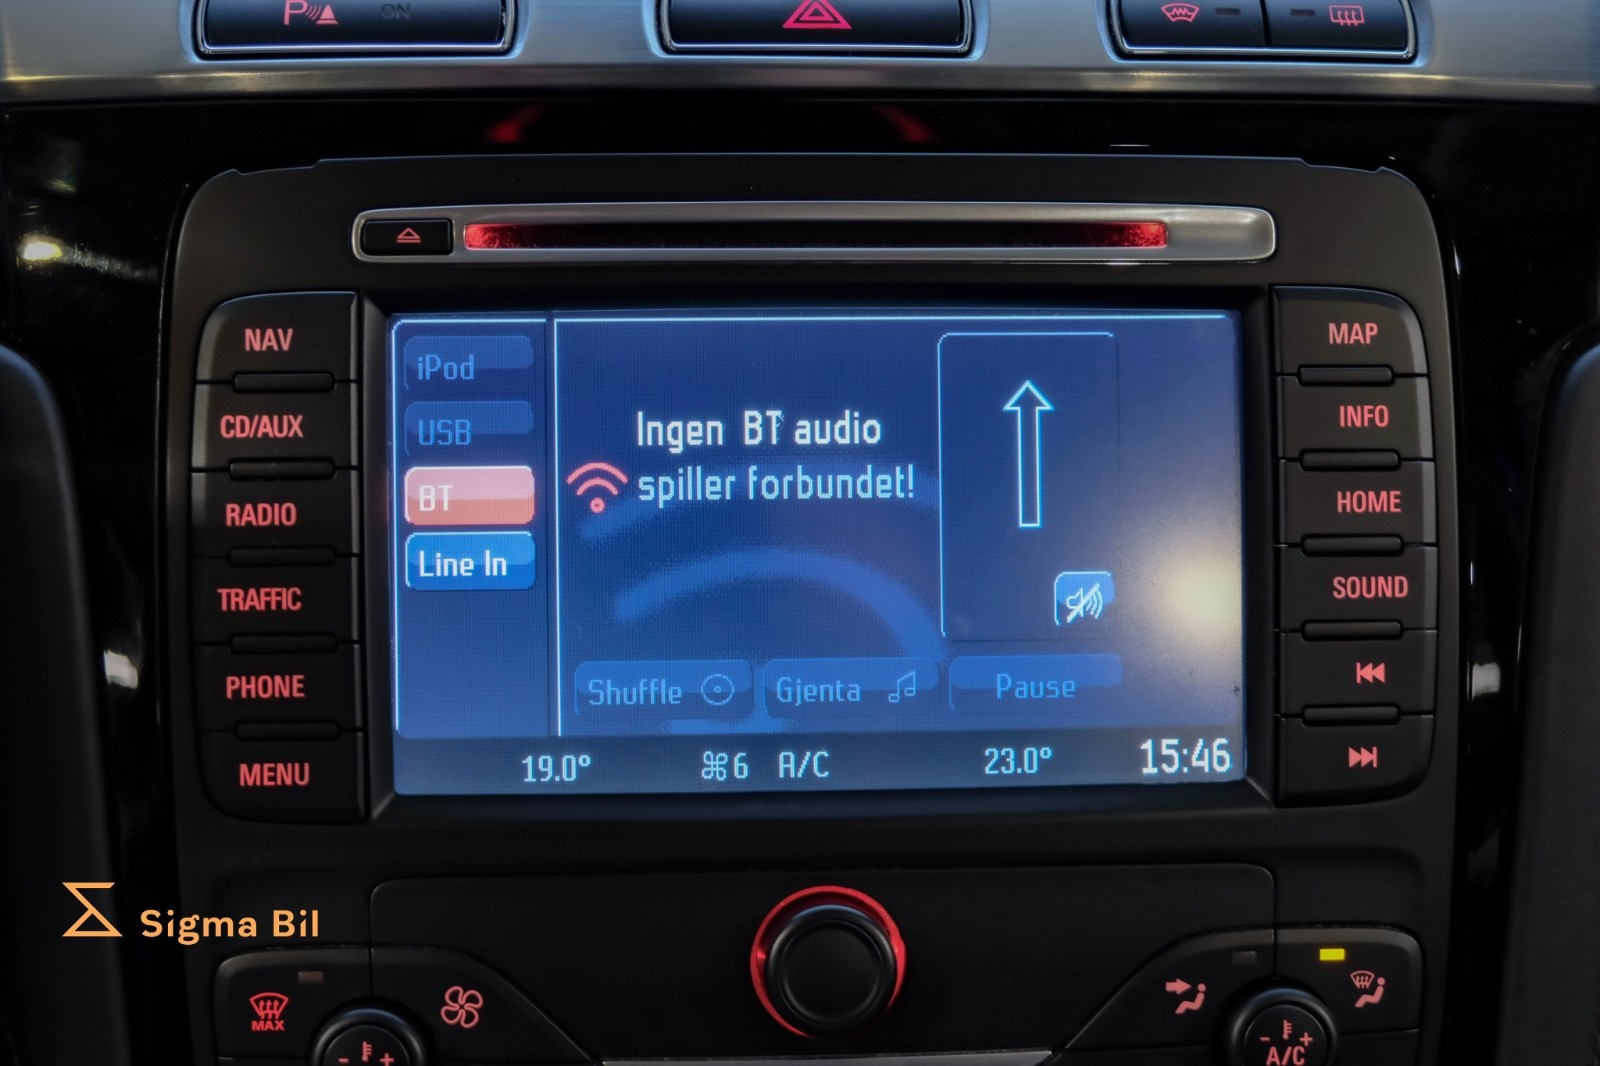 P ON
NAV
CD/AUX
RADIO
TRAFFIC
PHONE
MENU
iPod
USB
BT
Line In
Ingen BT audio
spiller forbundet!
Shuffle
Gjenta
Pause
19.0°
6 A/C
23.0°
15:46
MAP
INFO
HOME
SOUND
Sigma Bil
MAX
- +
- +
A/C